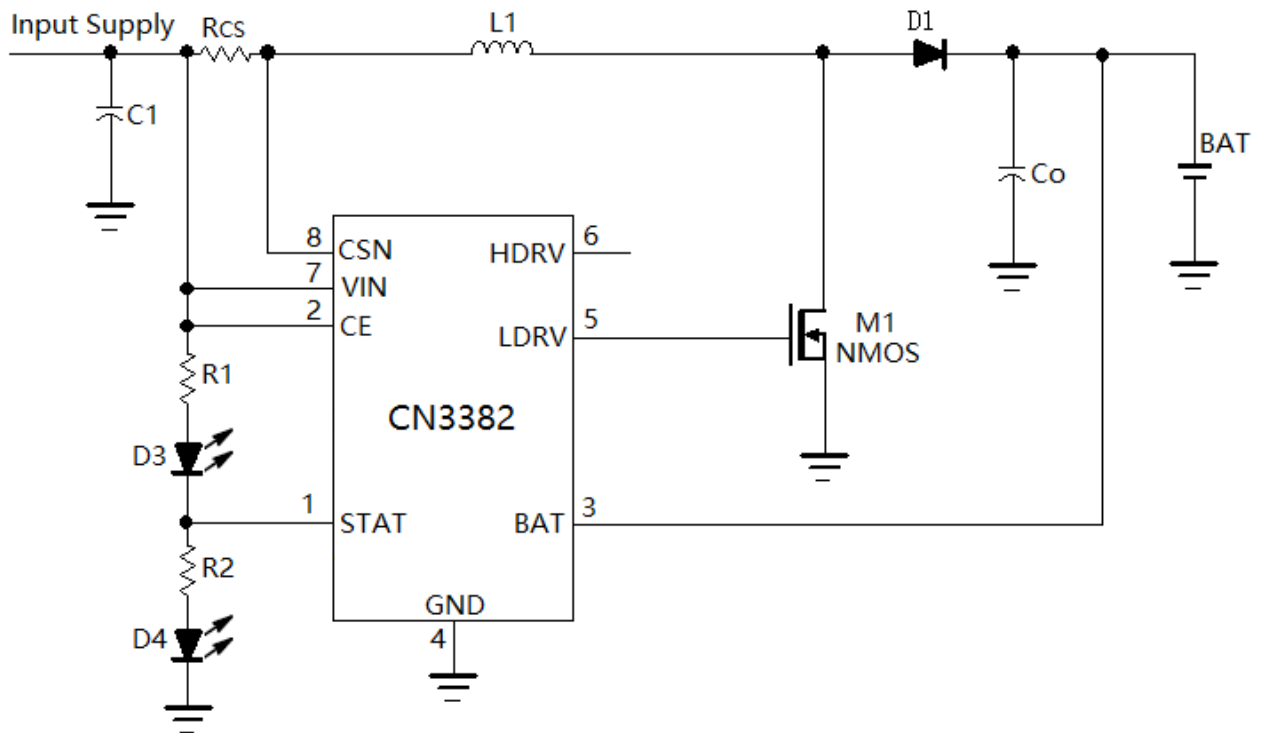 Input Supply
RCS
L1
D1
C1
BAT
Co
8
CSN
HDRV
6
7
VIN
2
CE
LDRV
5
M1
NMOS
R1
CN3382
D3
1
STAT
BAT
3
R2
GND
D4
4